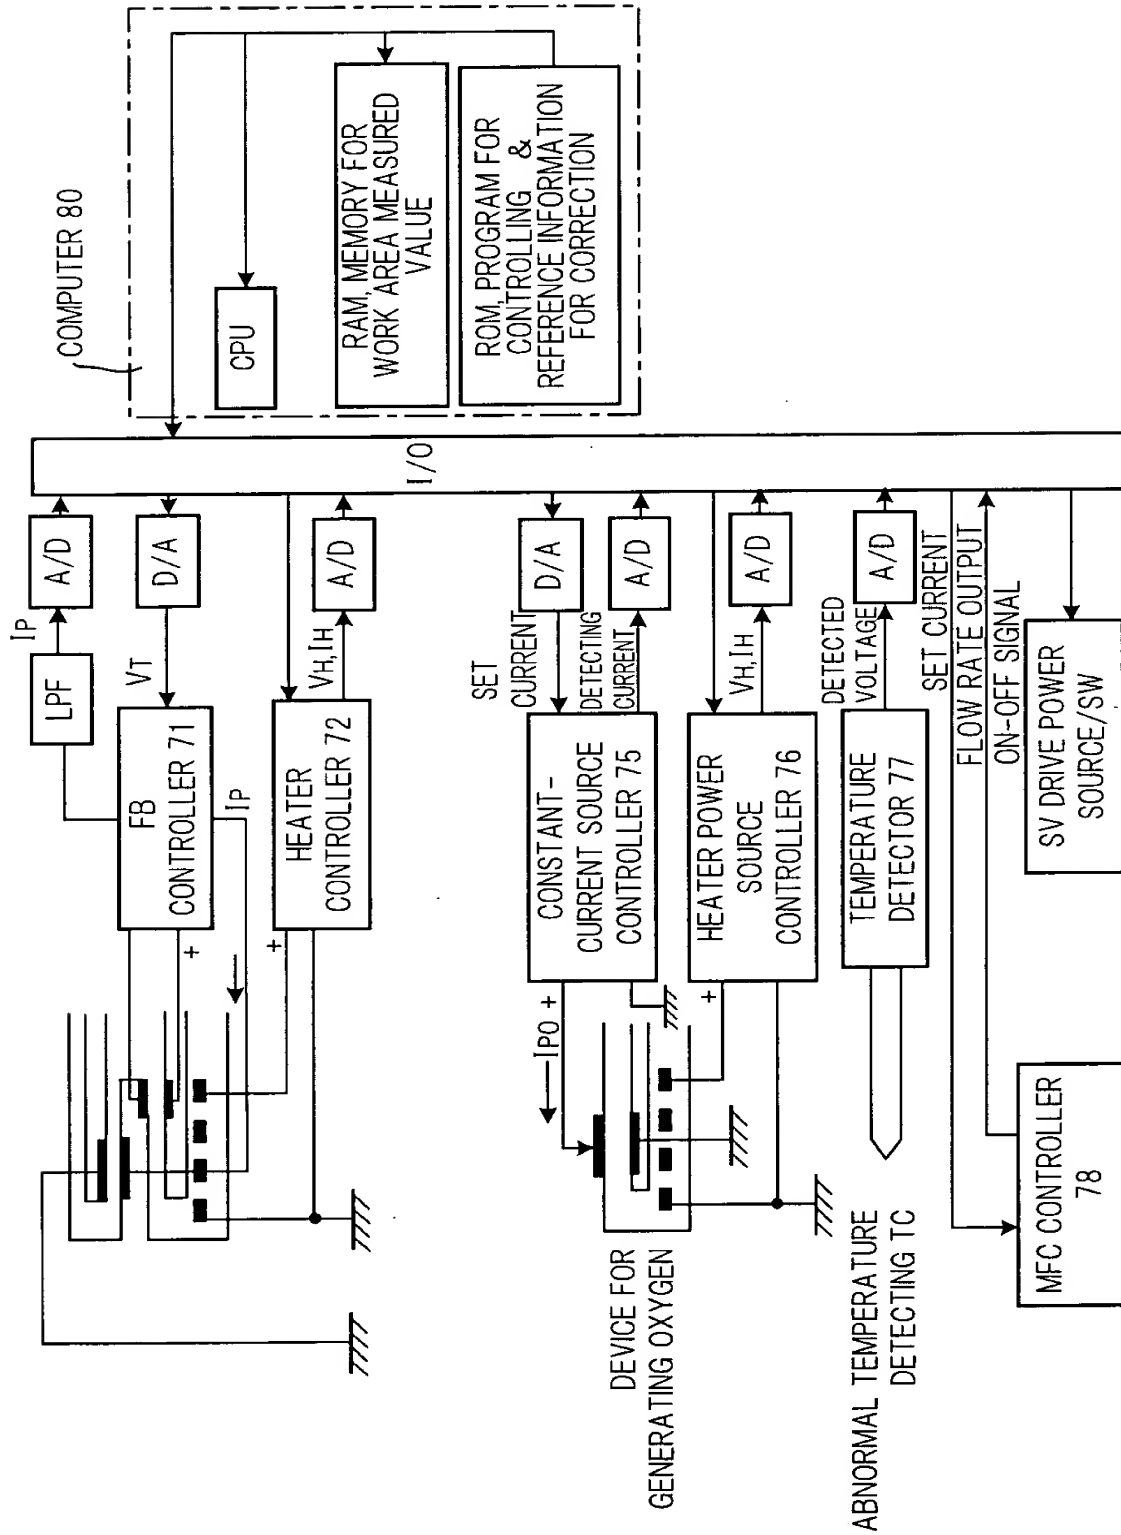 COMPUTER 80
CPU
RAM, MEMORY FOR
WORK AREA MEASURED
VALUE
ROM, PROGRAM FOR
CONTROLLING &
REFERENCE INFORMATION
FOR CORRECTION
I/O
IP
A/D
LPF
D/A
VT
FB
CONTROLLER 71
IP
+
A/D
VH,IH
HEATER
CONTROLLER 72
+
D/A
SET
CURRENT
A/D
DETECTING
CURRENT
CONSTANT-
CURRENT SOURCE
CONTROLLER 75
IPO +
A/D
VH,IH
HEATER POWER
SOURCE
CONTROLLER 76
+
DEVICE FOR
GENERATING OXYGEN
A/D
DETECTED
VOLTAGE
TEMPERATURE
DETECTOR 77
ABNORMAL TEMPERATURE
DETECTING TC
SET CURRENT
FLOW RATE OUTPUT
ON-OFF SIGNAL
SV DRIVE POWER
SOURCE/SW
MFC CONTROLLER
78